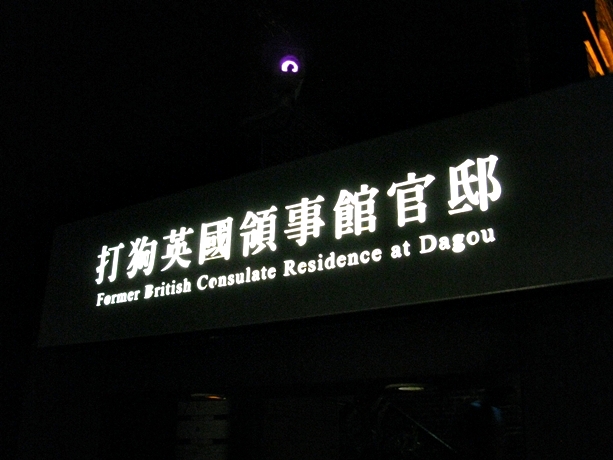 打狗英國領事館官邸
Former British Consulate Residence at Dagou